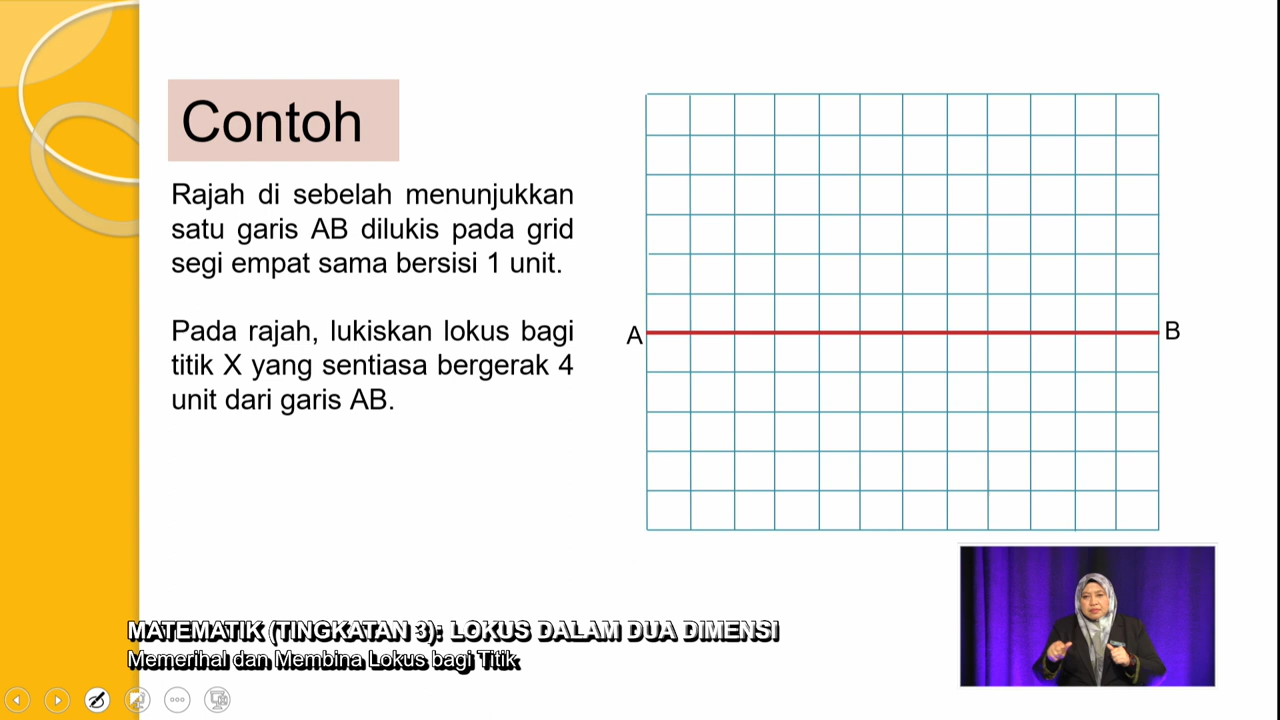 Contoh
Rajah di sebelah menunjukkan
satu garis AB dilukis pada grid
segi empat sama bersisi 1 unit.
Pada rajah, lukiskan lokus bagi
titik X yang sentiasa bergerak 4
unit dari garis AB.
A
B
MATEMATIK (TINGKATAN 3): LOKUS DALAM DUA DIMENSI
Memerihal dan Membina Lokus bagi Titik